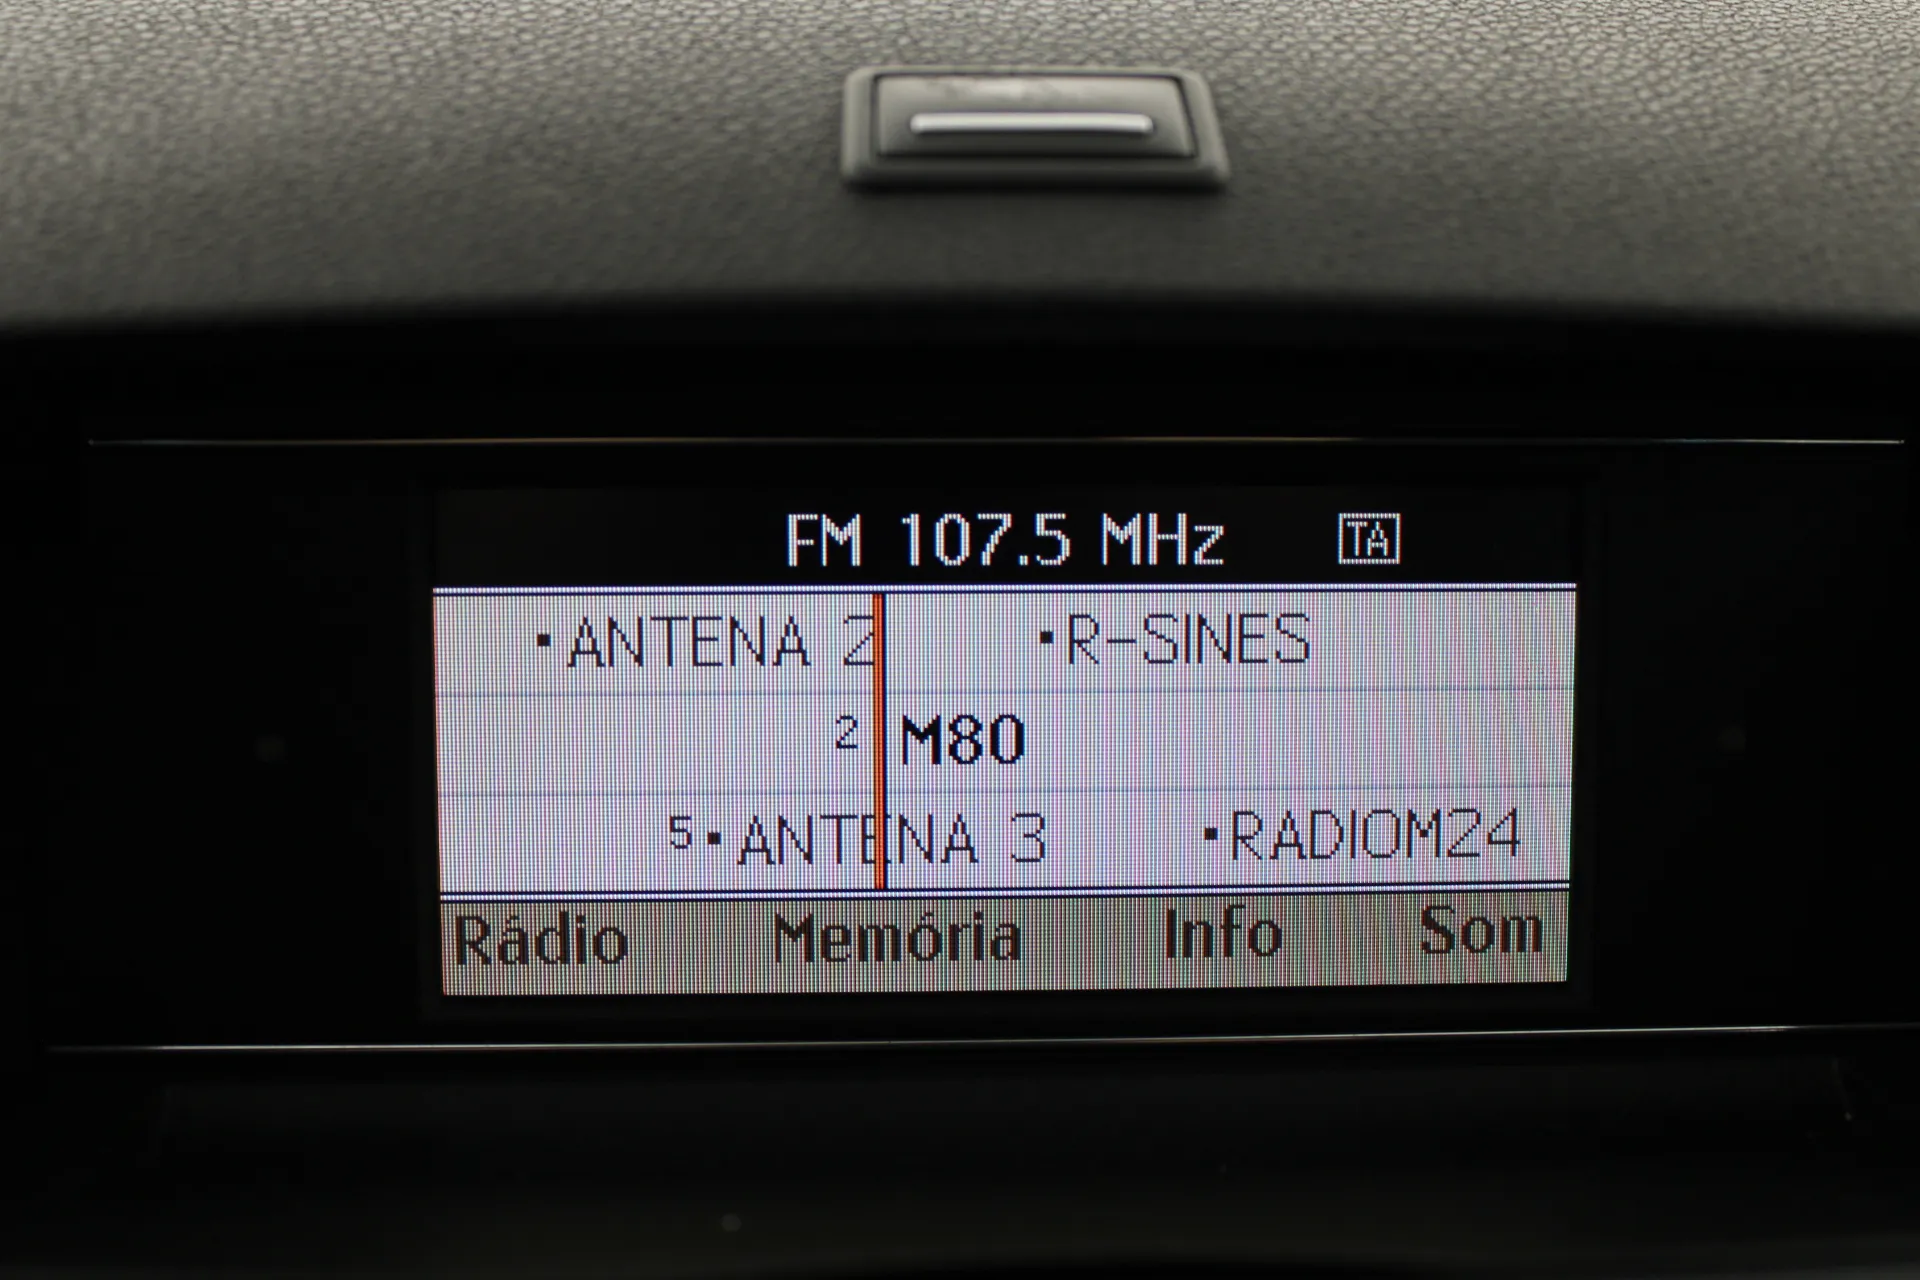 FM 107.5 MHz TA
·ANTENA 2 ·R-SINES
2 M80
5·ANTENA 3 ·RADIOM24
Rádio Memória Info Som